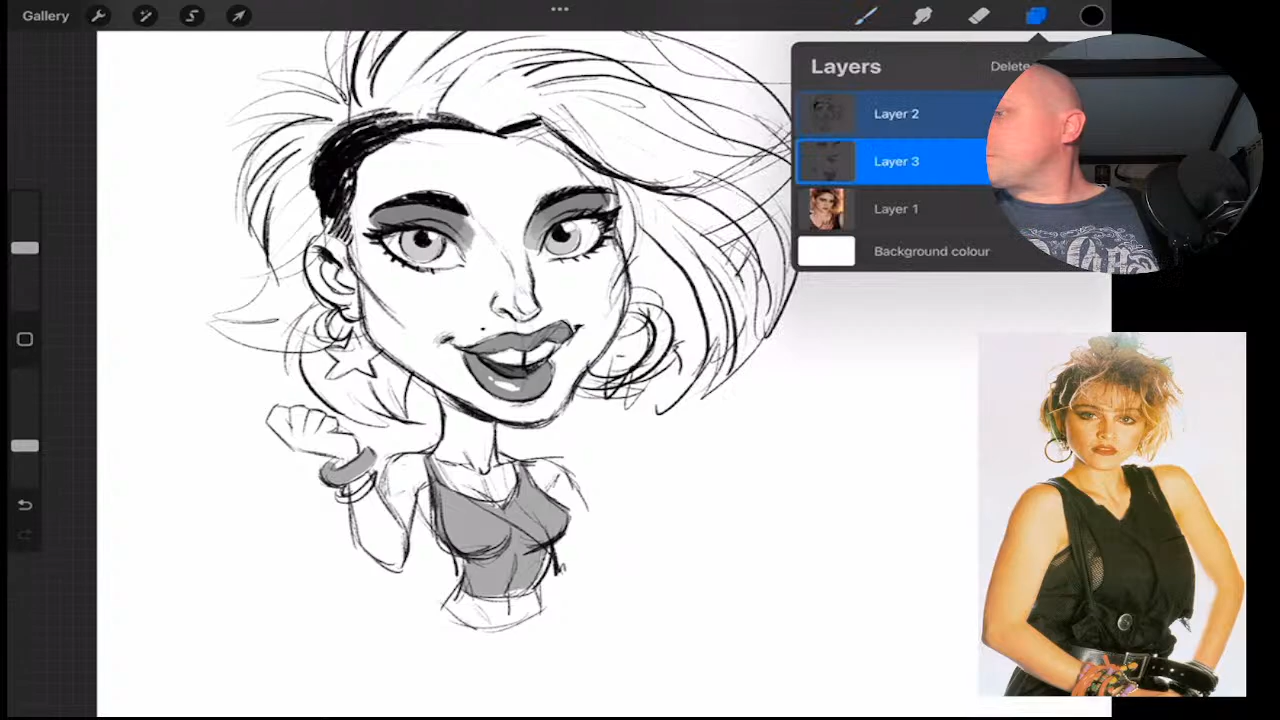 Gallery
Layers
Delete
Layer 2
Layer 3
Layer 1
Background colour